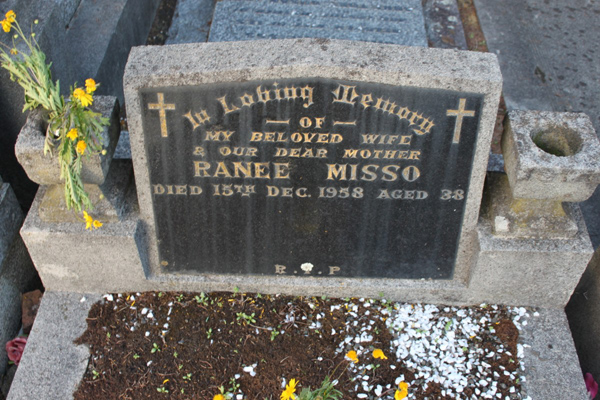 In Loving Memory
— OF —
MY BELOVED WIFE
& OUR DEAR MOTHER
RANEE MISSO
DIED 15TH DEC. 1958 AGED 38
R. I. P